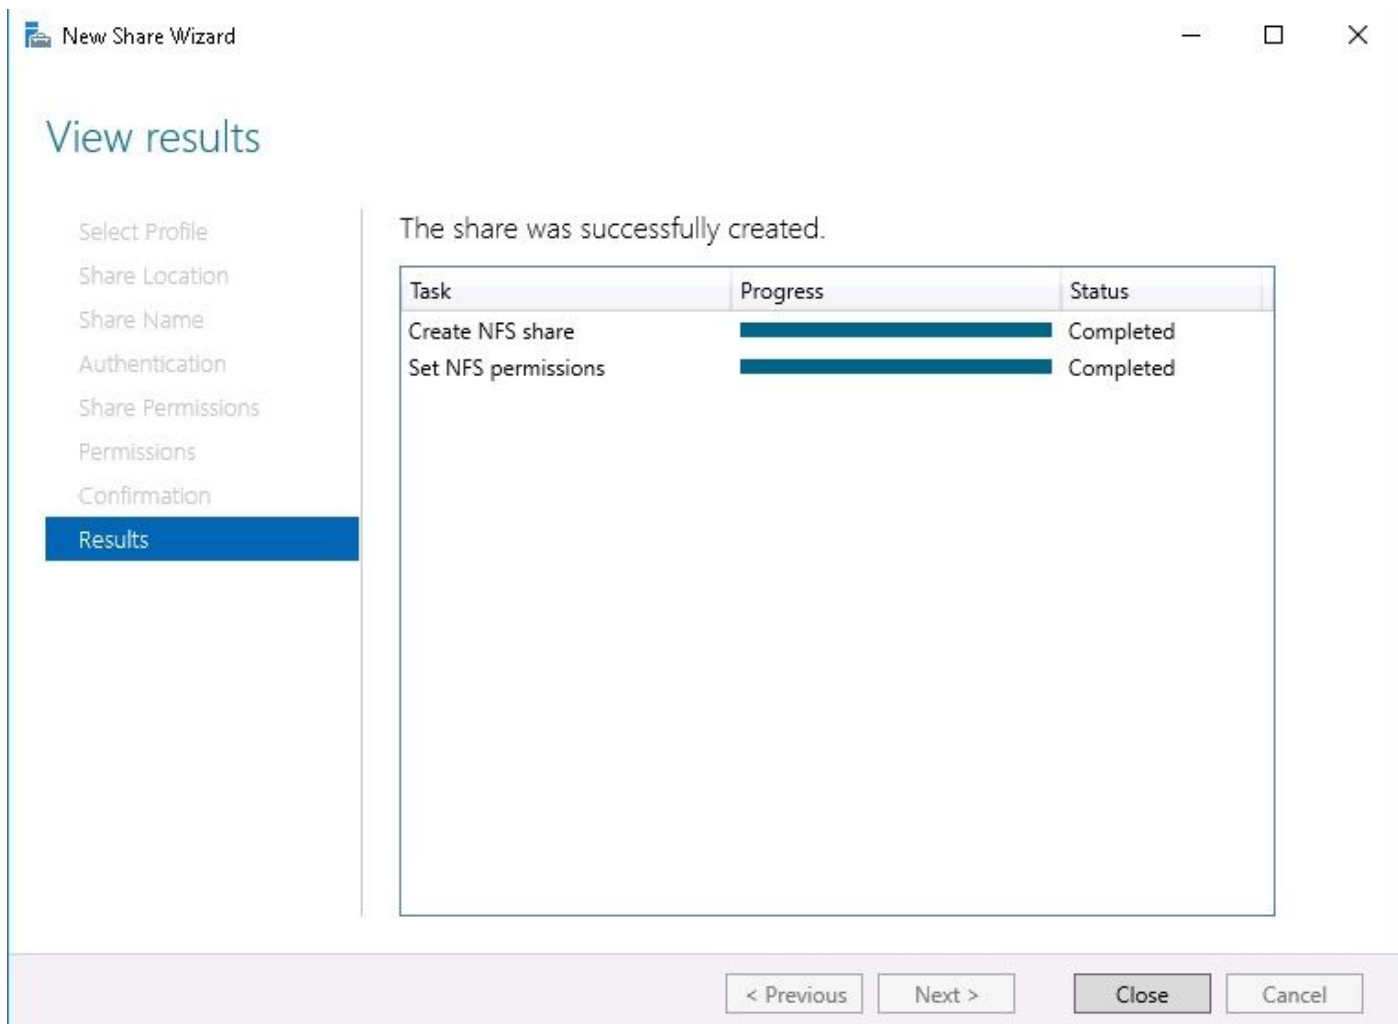 New Share Wizard
View results
Select Profile
Share Location
Share Name
Authentication
Share Permissions
Permissions
Confirmation
Results
The share was successfully created.
Task Progress Status
Create NFS share Completed
Set NFS permissions Completed
< Previous Next > Close Cancel